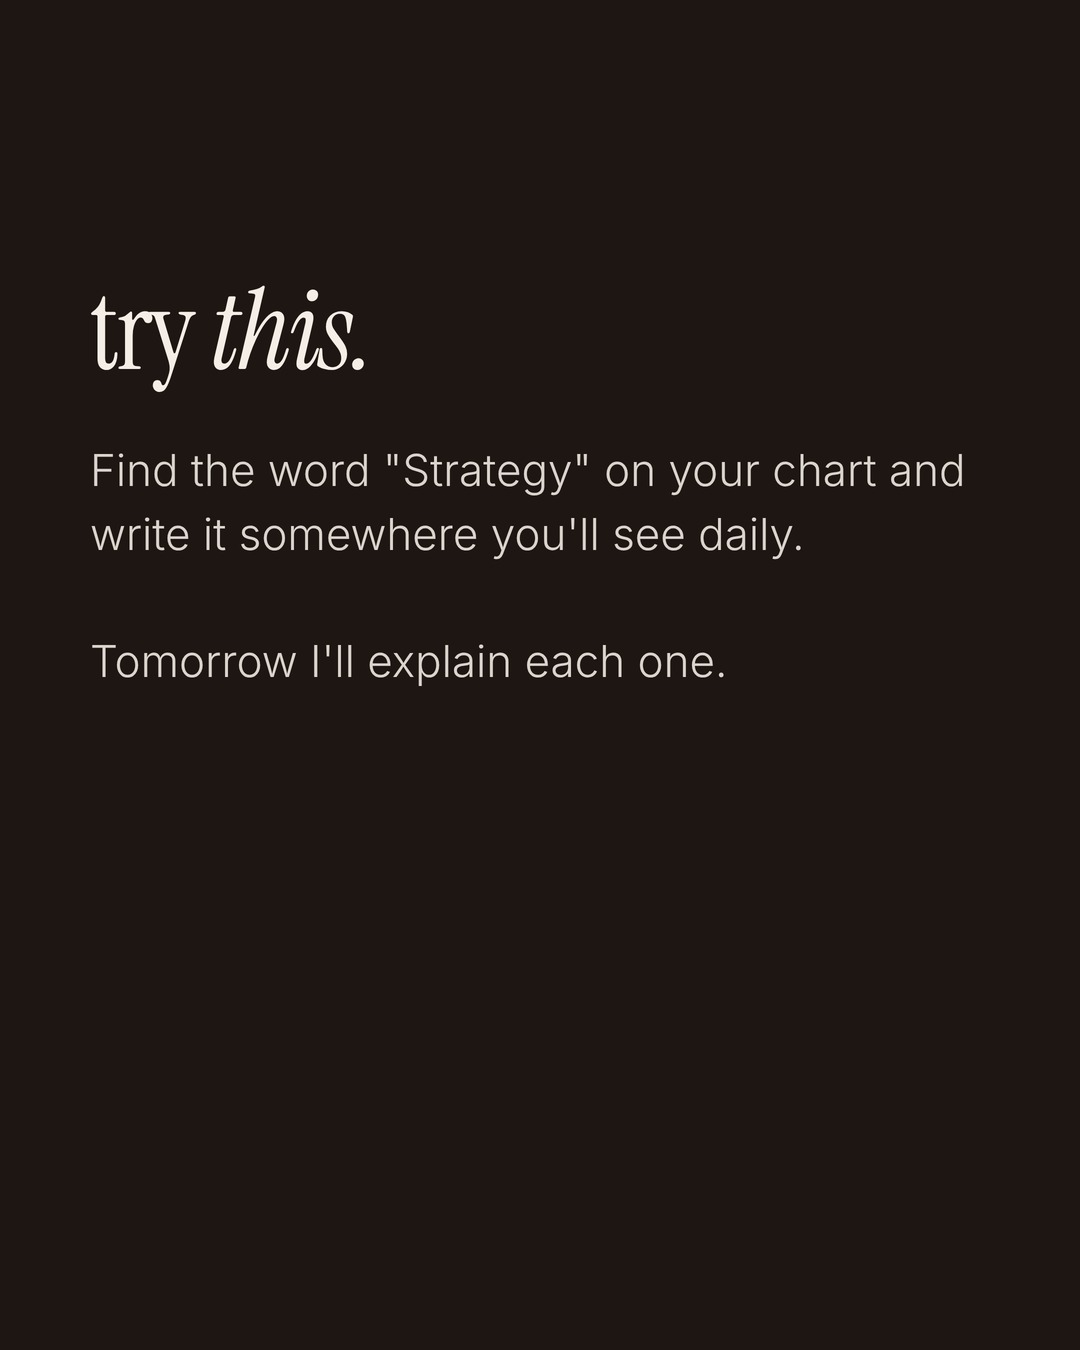 try this.
Find the word "Strategy" on your chart and
write it somewhere you'll see daily.
Tomorrow I'll explain each one.